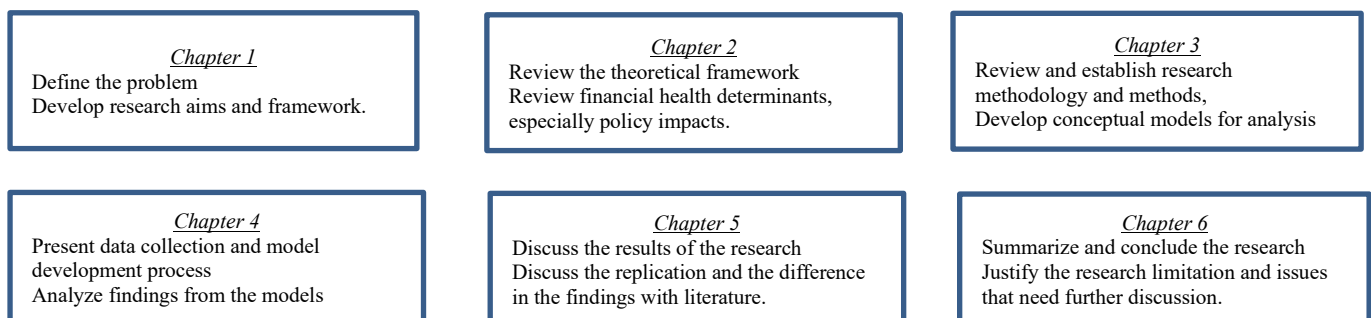 Chapter 1
Define the problem
Develop research aims and framework.
Chapter 2
Review the theoretical framework
Review financial health determinants,
especially policy impacts.
Chapter 3
Review and establish research
methodology and methods,
Develop conceptual models for analysis
Chapter 4
Present data collection and model
development process
Analyze findings from the models
Chapter 5
Discuss the results of the research
Discuss the replication and the difference
in the findings with literature.
Chapter 6
Summarize and conclude the research
Justify the research limitation and issues
that need further discussion.